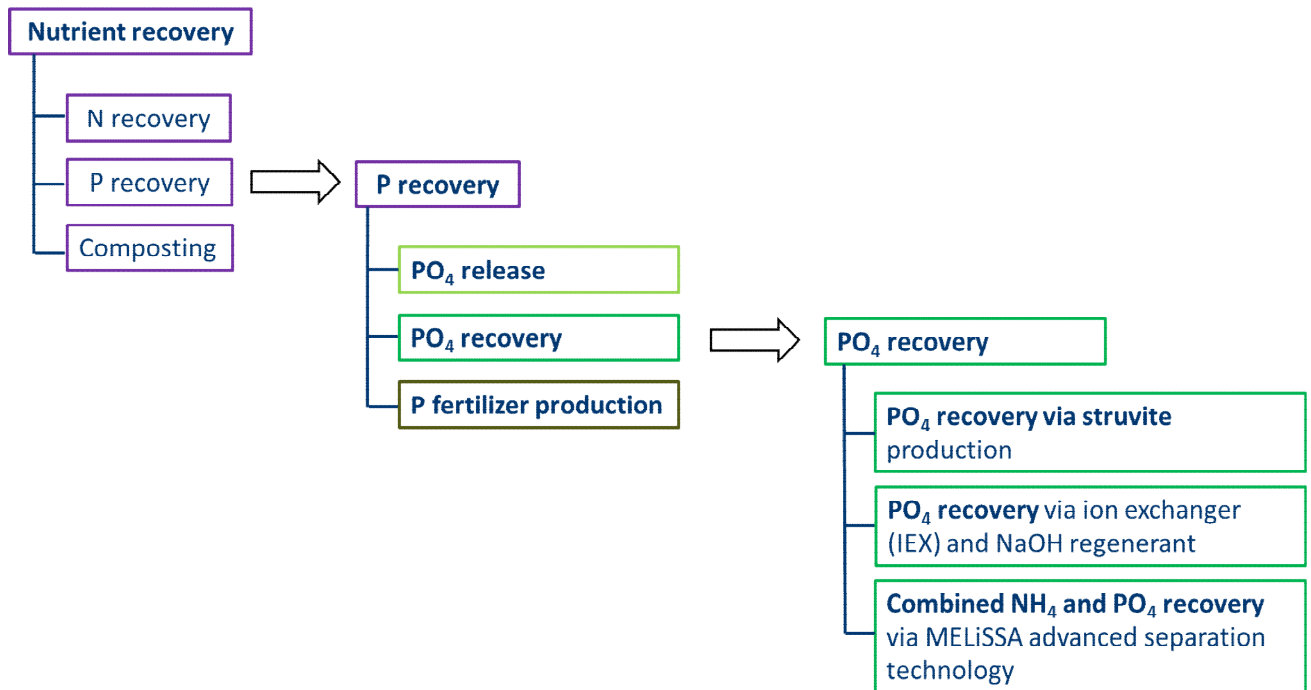 Nutrient recovery
N recovery
P recovery
Composting
P recovery
PO₄ release
PO₄ recovery
P fertilizer production
PO₄ recovery
PO₄ recovery via struvite
production
PO₄ recovery via ion exchanger
(IEX) and NaOH regenerant
Combined NH₄ and PO₄ recovery
via MELiSSA advanced separation
technology